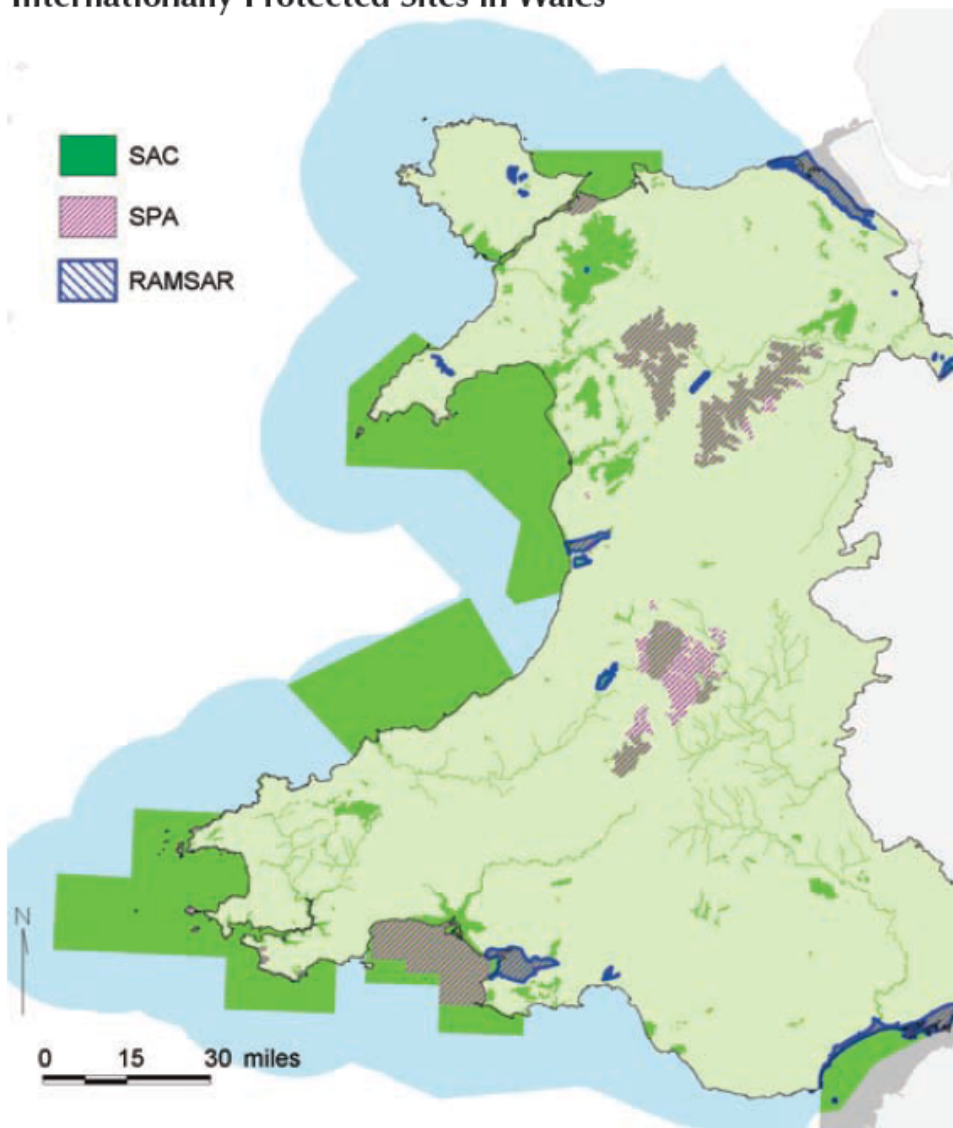 Internationally Protected Sites in Wales
SAC
SPA
RAMSAR
N
0 15 30 miles